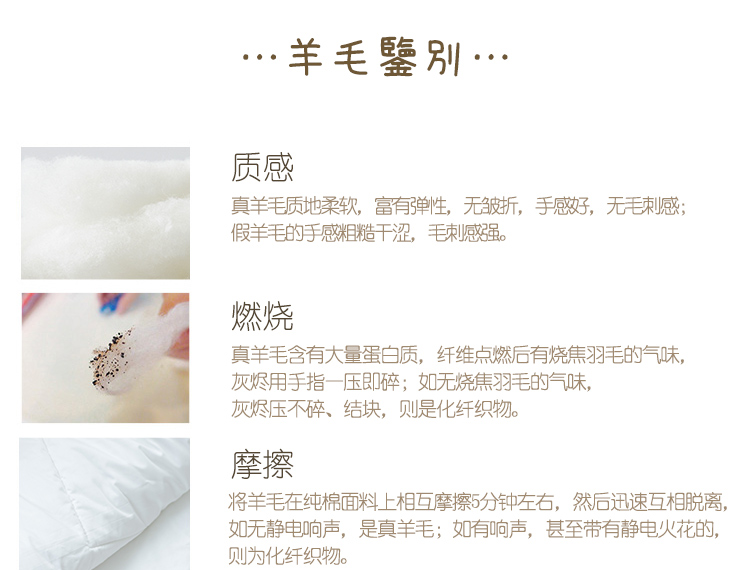 …羊毛鑒别…
质感
真羊毛质地柔软，富有弹性，无皱折，手感好，无毛刺感；
假羊毛的手感粗糙干涩，毛刺感强。
燃烧
真羊毛含有大量蛋白质，纤维点燃后有烧焦羽毛的气味，
灰烬用手指一压即碎；如无烧焦羽毛的气味，
灰烬压不碎、结块，则是化纤织物。
摩擦
将羊毛在纯棉面料上相互摩擦5分钟左右，然后迅速互相脱离，
如无静电响声，是真羊毛；如有响声，甚至带有静电火花的，
则为化纤织物。